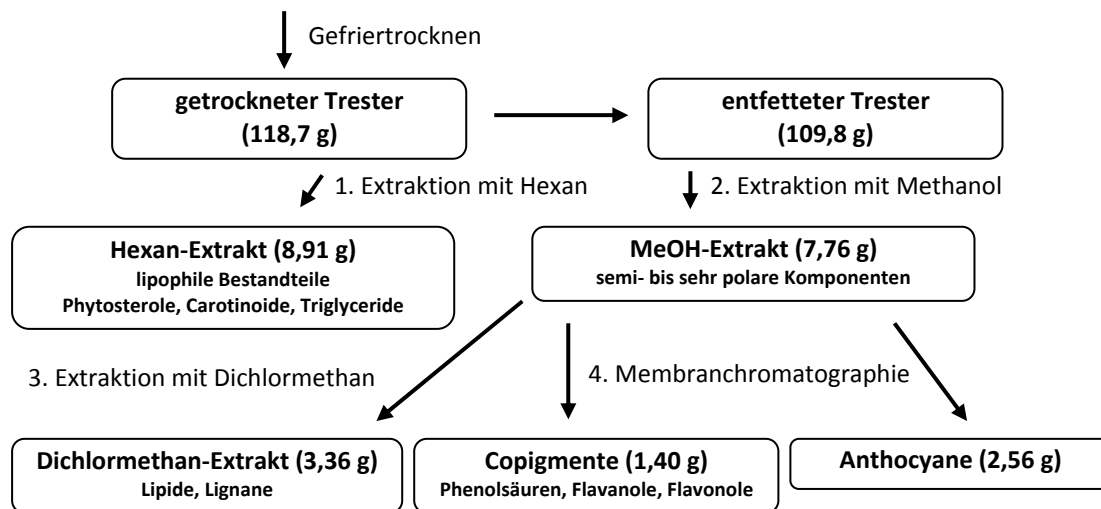 Gefriertrocknen
getrockneter Trester
(118,7 g)
entfetteter Trester
(109,8 g)
1. Extraktion mit Hexan
2. Extraktion mit Methanol
Hexan-Extrakt (8,91 g)
lipophile Bestandteile
Phytosterole, Carotinoide, Triglyceride
MeOH-Extrakt (7,76 g)
semi- bis sehr polare Komponenten
3. Extraktion mit Dichlormethan
4. Membranchromatographie
Dichlormethan-Extrakt (3,36 g)
Lipide, Lignane
Copigmente (1,40 g)
Phenolsäuren, Flavanole, Flavonole
Anthocyane (2,56 g)